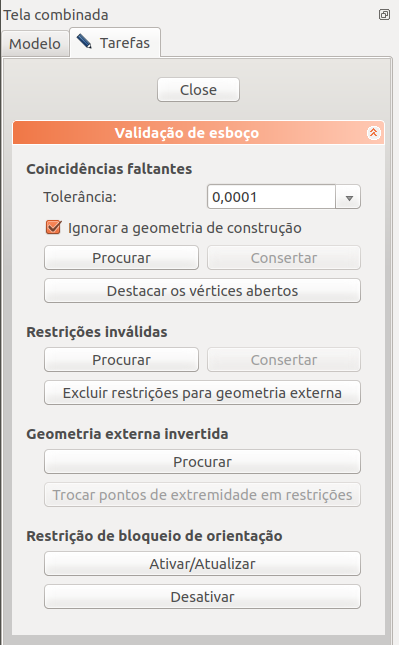 Tela combinada
Modelo Tarefas
Close
Validação de esboço
Coincidências faltantes
Tolerância: 0,0001
Ignorar a geometria de construção
Procurar Consertar
Destacar os vértices abertos
Restrições inválidas
Procurar Consertar
Excluir restrições para geometria externa
Geometria externa invertida
Procurar
Trocar pontos de extremidade em restrições
Restrição de bloqueio de orientação
Ativar/Atualizar
Desativar